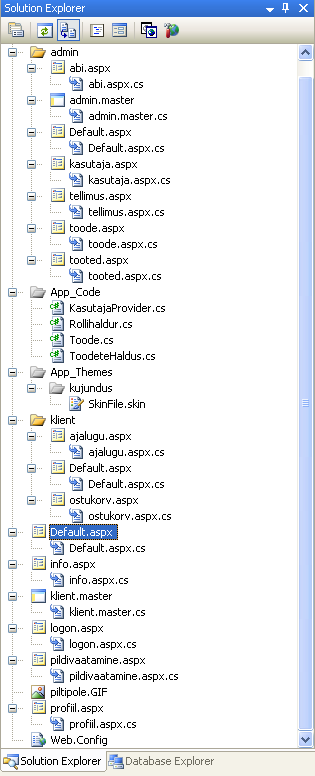 Solution Explorer
admin
abi.aspx
abi.aspx.cs
admin.master
admin.master.cs
Default.aspx
Default.aspx.cs
kasutaja.aspx
kasutaja.aspx.cs
tellimus.aspx
tellimus.aspx.cs
toode.aspx
toode.aspx.cs
tooted.aspx
tooted.aspx.cs
App_Code
KasutajaProvider.cs
Rollihaldur.cs
Toode.cs
ToodeteHaldus.cs
App_Themes
kujundus
SkinFile.skin
klient
ajalugu.aspx
ajalugu.aspx.cs
Default.aspx
Default.aspx.cs
ostukorv.aspx
ostukorv.aspx.cs
Default.aspx
Default.aspx.cs
info.aspx
info.aspx.cs
klient.master
klient.master.cs
logon.aspx
logon.aspx.cs
pildivaatamine.aspx
pildivaatamine.aspx.cs
piltipole.GIF
profiil.aspx
profiil.aspx.cs
Web.Config
Solution Explorer Database Explorer